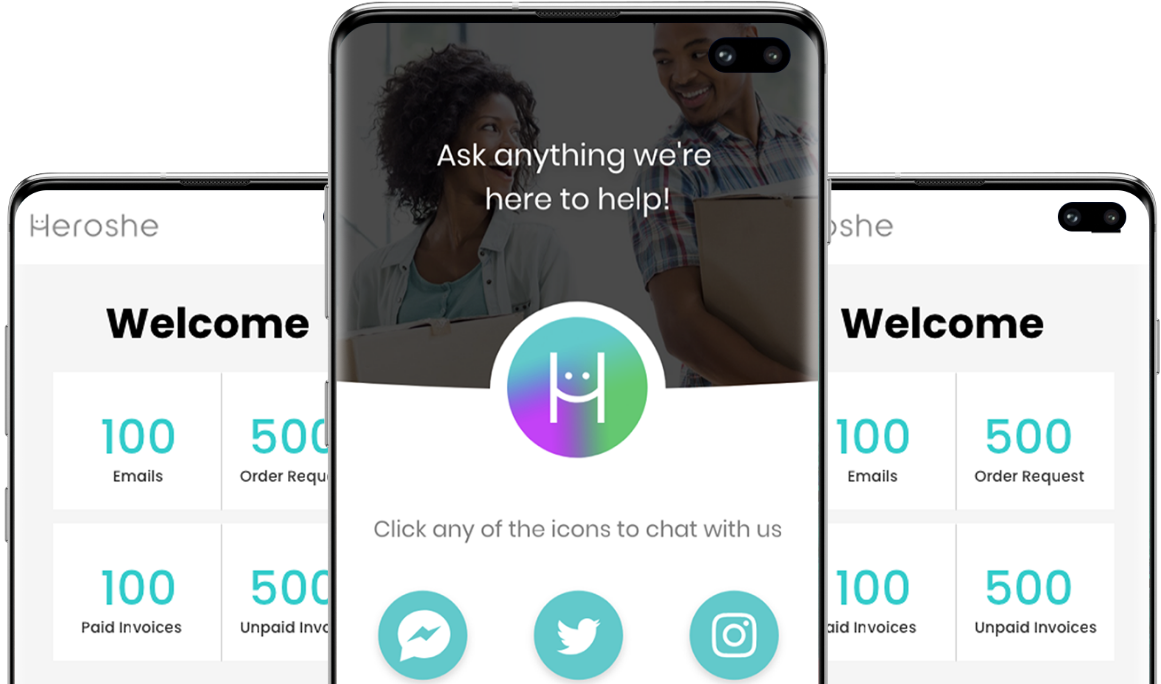 Ask anything we're
here to help!
Click any of the icons to chat with us
Heroshe
Welcome
100
Emails
500
Order Requ
100
Paid Invoices
500
Unpaid Invo
oshe
Welcome
100
Emails
500
Order Request
100
aid Invoices
500
Unpaid Invoices